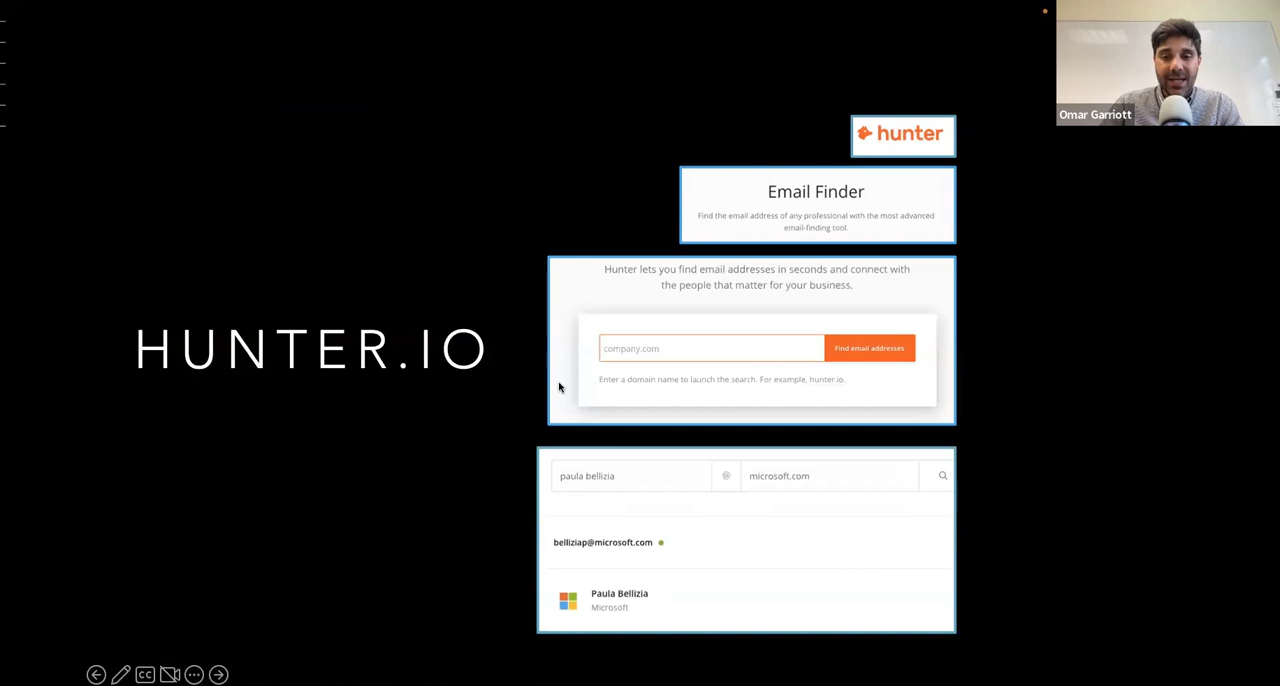 Omar Garriott
hunter
Email Finder
Find the email address of any professional with the most advanced
email-finding tool.
Hunter lets you find email addresses in seconds and connect with
the people that matter for your business.
HUNTER.IO
company.com
Find email addresses
Enter a domain name to launch the search. For example, hunter.io.
paula bellizia @ microsoft.com
belliziap@microsoft.com
Paula Bellizia
Microsoft
CC